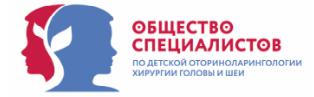 ОБЩЕСТВО
СПЕЦИАЛИСТОВ
ПО ДЕТСКОЙ ОТОРИНОЛАРИНГОЛОГИИ
ХИРУРГИИ ГОЛОВЫ И ШЕИ